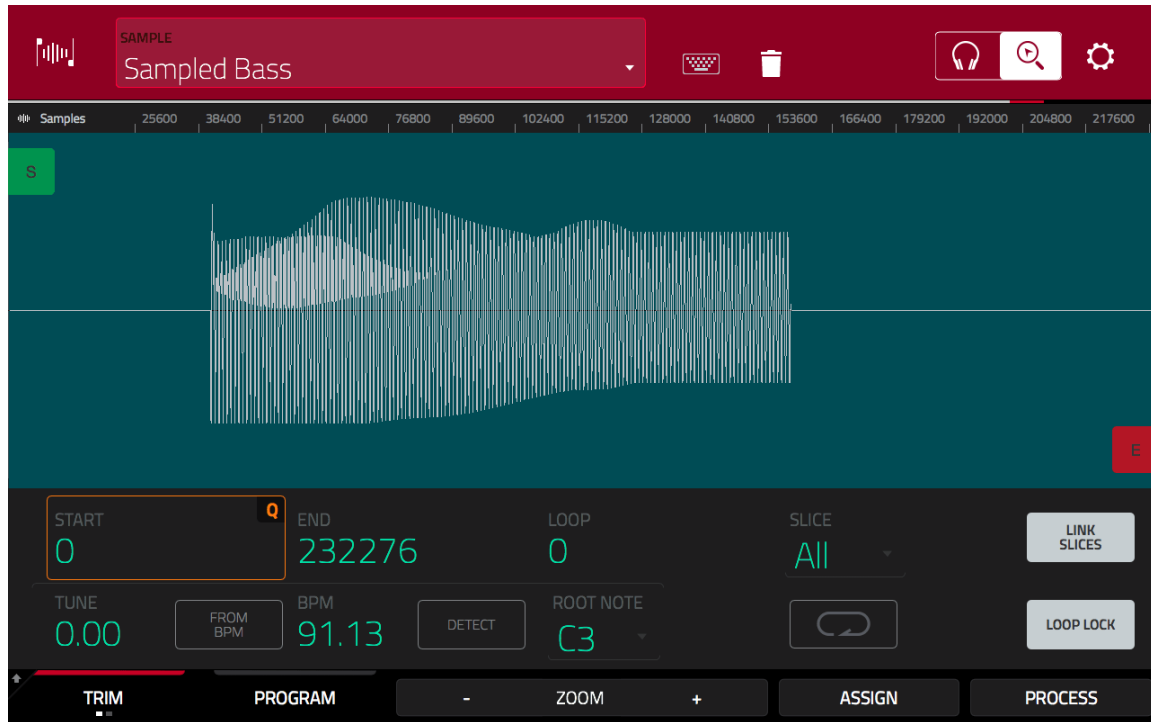 SAMPLE
Sampled Bass
Samples 25600 38400 51200 64000 76800 89600 102400 115200 128000 140800 153600 166400 179200 192000 204800 217600
S
E
START Q END LOOP SLICE LINK SLICES
0 232276 0 All
TUNE FROM BPM BPM DETECT ROOT NOTE LOOP LOCK
0.00 91.13 C3
TRIM PROGRAM - ZOOM + ASSIGN PROCESS